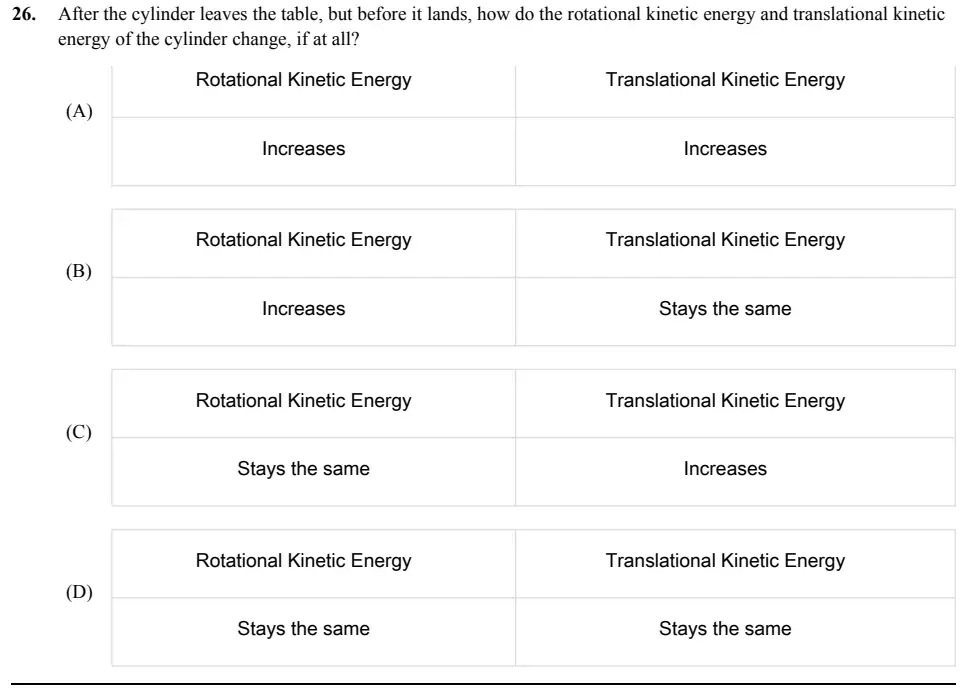 26. After the cylinder leaves the table, but before it lands, how do the rotational kinetic energy and translational kinetic
energy of the cylinder change, if at all?
(A)
Rotational Kinetic Energy Translational Kinetic Energy
Increases Increases
(B)
Rotational Kinetic Energy Translational Kinetic Energy
Increases Stays the same
(C)
Rotational Kinetic Energy Translational Kinetic Energy
Stays the same Increases
(D)
Rotational Kinetic Energy Translational Kinetic Energy
Stays the same Stays the same